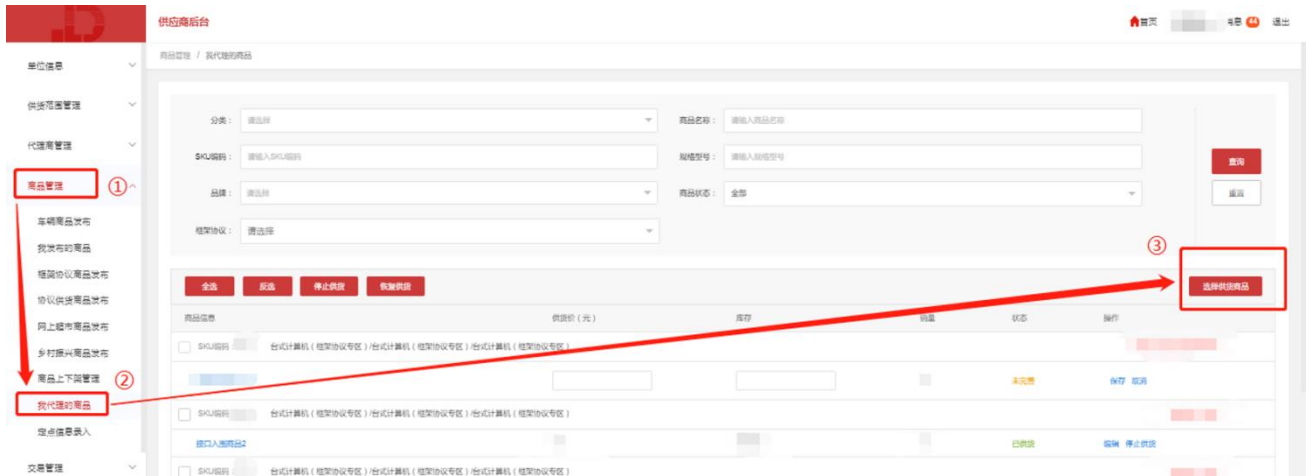 供应商后台
首页
息 44 退出
商品管理 / 我代理的商品
单位信息
供货范围管理
代理商管理
商品管理 ①
车辆商品发布
我发布的商品
框架协议商品发布
协议供货商品发布
网上超市商品发布
乡村振兴商品发布
商品上下架管理 ②
我代理的商品
定点信息录入
交易管理
分类： 请选择
商品名称： 请输入商品名称
SKU编码： 请输入SKU编码
规格型号： 请输入规格型号
查询
品牌： 请选择
商品状态： 全部
重置
框架协议： 请选择
③
全选 反选 停止供货 恢复供货 选择供货商品
商品信息 供货价（元） 库存 销量 状态 操作
SKU编码： 台式计算机（框架协议专区）/台式计算机（框架协议专区）/台式计算机（框架协议专区）
未完善 保存 取消
SKU编码 台式计算机（框架协议专区）/台式计算机（框架协议专区）/台式计算机（框架协议专区）
接口入围商品2 已供货 编辑 停止供货
SKU编码 台式计算机（框架协议专区）/台式计算机（框架协议专区）/台式计算机（框架协议专区）